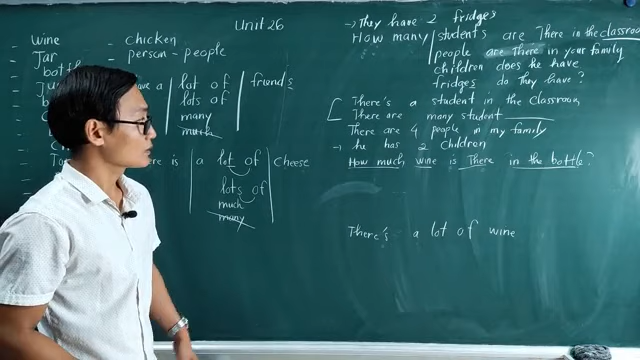 Unit 26
- wine - chicken
- Jar person - people
bottl
have a | lot of | friends
lots of
many
much
is | a lot of | cheese
lots of
much
many
→ They have 2 fridges
How many | students are There in the classroo
people are there in your family
children does he have
fridges do they have?
There's a student in the classroom
There are many student
There are 4 people in my family
→ he has 2 children
How much wine is There in the bottle?
There's a lot of wine